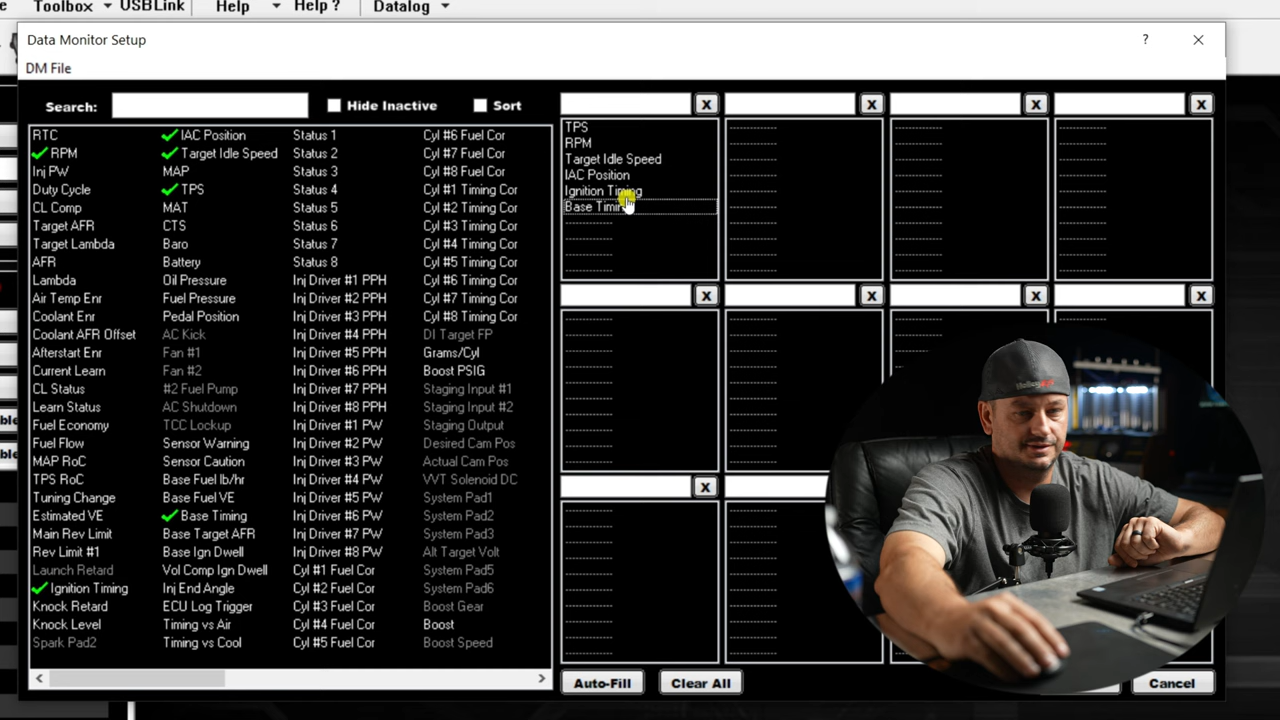 Toolbox USBLink Help Help ? Datalog
Data Monitor Setup ?
DM File
Search: Hide Inactive Sort X X X X
RTC IAC Position Status 1 Cyl #6 Fuel Cor TPS
RPM Target Idle Speed Status 2 Cyl #7 Fuel Cor RPM
Inj PW MAP Status 3 Cyl #8 Fuel Cor Target Idle Speed
Duty Cycle TPS Status 4 Cyl #1 Timing Cor IAC Position
CL Comp MAT Status 5 Cyl #2 Timing Cor Ignition Timing
Target AFR CTS Status 6 Cyl #3 Timing Cor Base Timing
Target Lambda Baro Status 7 Cyl #4 Timing Cor
AFR Battery Status 8 Cyl #5 Timing Cor
Lambda Oil Pressure Inj Driver #1 PPH Cyl #6 Timing Cor
Air Temp Enr Fuel Pressure Inj Driver #2 PPH Cyl #7 Timing Cor X X X X
Coolant Enr Pedal Position Inj Driver #3 PPH Cyl #8 Timing Cor
Coolant AFR Offset AC Kick Inj Driver #4 PPH DI Target FP
Afterstart Enr Fan #1 Inj Driver #5 PPH Grams/Cyl
Current Learn Fan #2 Inj Driver #6 PPH Boost PSIG
CL Status #2 Fuel Pump Inj Driver #7 PPH Staging Input #1
Learn Status AC Shutdown Inj Driver #8 PPH Staging Input #2
Fuel Economy TCC Lockup Inj Driver #1 PW Staging Output
Fuel Flow Sensor Warning Inj Driver #2 PW Desired Cam Pos
MAP RoC Sensor Caution Inj Driver #3 PW Actual Cam Pos
TPS RoC Base Fuel lb/hr Inj Driver #4 PW VVT Solenoid DC X
Tuning Change Base Fuel VE Inj Driver #5 PW System Pad1
Estimated VE Base Timing Inj Driver #6 PW System Pad2
Main Rev Limit Base Target AFR Inj Driver #7 PW System Pad3
Rev Limit #1 Base Ign Dwell Inj Driver #8 PW Alt Target Volt
Launch Retard Vol Comp Ign Dwell Cyl #1 Fuel Cor System Pad5
Ignition Timing Inj End Angle Cyl #2 Fuel Cor System Pad6
Knock Retard ECU Log Trigger Cyl #3 Fuel Cor Boost Gear
Knock Level Timing vs Air Cyl #4 Fuel Cor Boost
Spark Pad2 Timing vs Cool Cyl #5 Fuel Cor Boost Speed
Auto-Fill Clear All Cancel